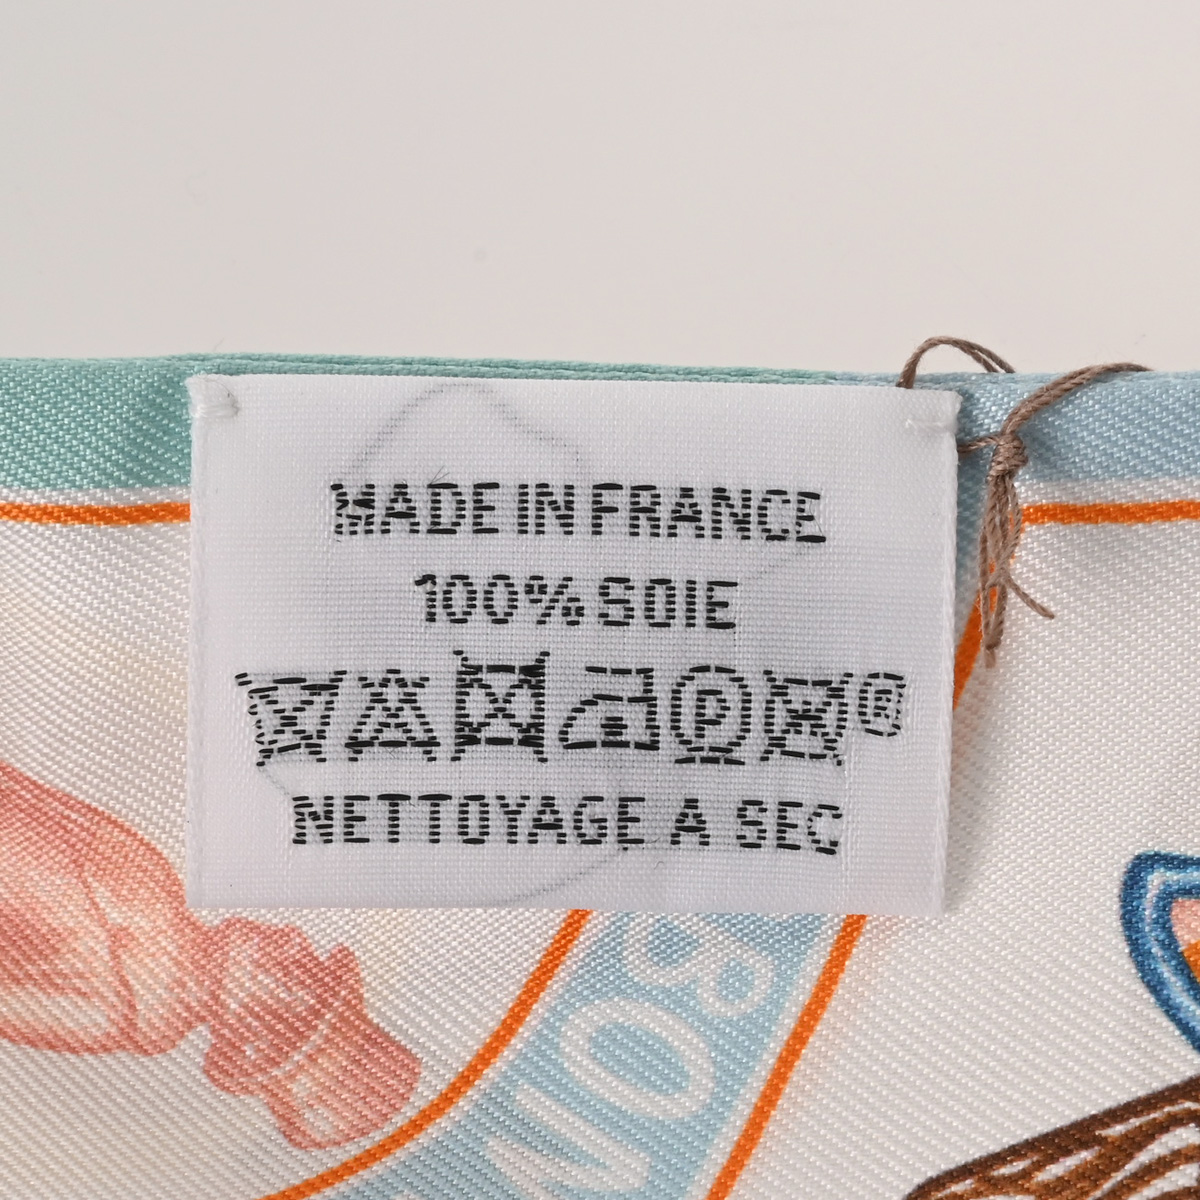 MADE IN FRANCE
100% SOIE
P
NETTOYAGE A SEC